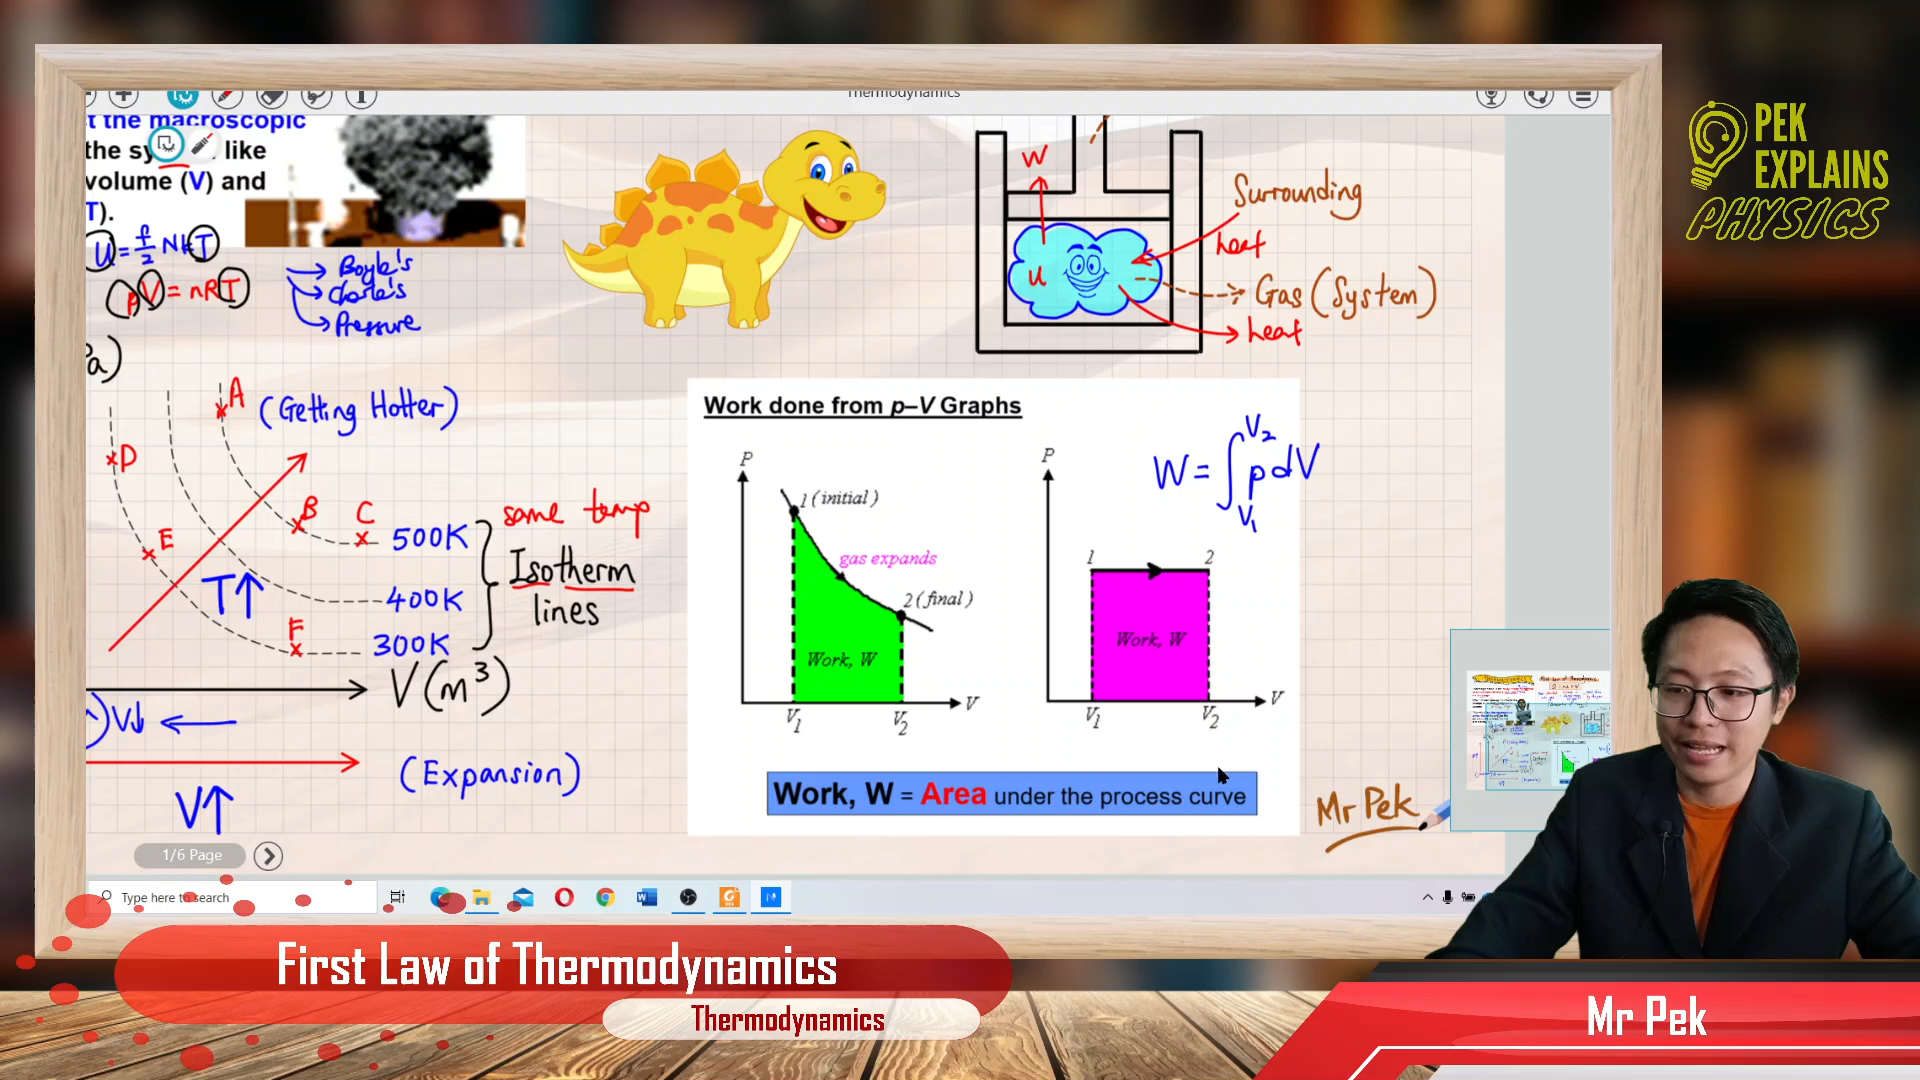 Thermodynamics
t the macroscopic
the sy like
volume (V) and
T).
U = f/2 NkT
pV = nRT
Boyle's
Charle's
Pressure
W
U
Surrounding
heat
Gas (System)
heat
PEK
EXPLAINS
PHYSICS
Pa)
A
(Getting Hotter)
D
B
C
E
F
T↑
500K
400K
300K
same temp
Isotherm
lines
V(m³)
V↓
(Expansion)
V↑
Work done from p–V Graphs
P
1 (initial)
gas expands
2 (final)
Work, W
V
V₁
V₂
W = ∫ p dV
V₂
V₁
P
1
2
Work, W
V
V₁
V₂
Work, W = Area under the process curve
Mr Pek
1/6 Page
Type here to search
First Law of Thermodynamics
Thermodynamics
Mr Pek